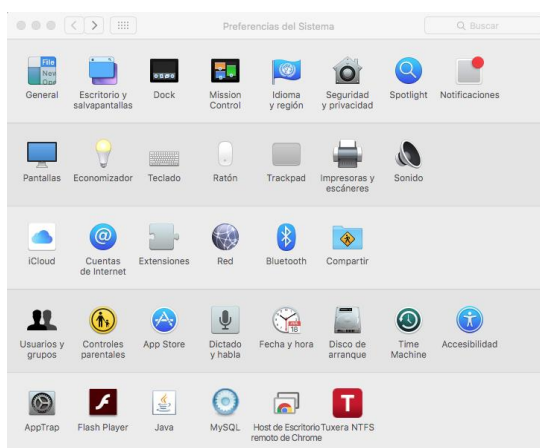 Preferencias del Sistema
Buscar
File
New
General
Escritorio y
salvapantallas
Dock
Mission
Control
Idioma
y región
Seguridad
y privacidad
Spotlight
Notificaciones
Pantallas
Economizador
Teclado
Ratón
Trackpad
Impresoras y
escáneres
Sonido
iCloud
Cuentas
de Internet
Extensiones
Red
Bluetooth
Compartir
Usuarios y
grupos
Controles
parentales
App Store
Dictado
y habla
18
Fecha y hora
Disco de
arranque
Time
Machine
Accesibilidad
AppTrap
Flash Player
Java
MySQL
Host de Escritorio
remoto de Chrome
T
Tuxera NTFS